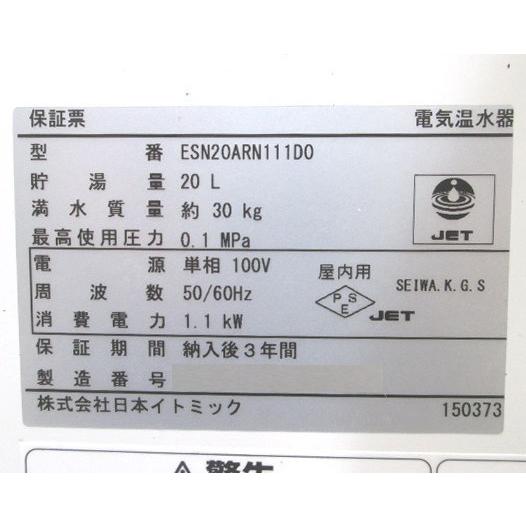 保証票 電気温水器
型番 ESN20ARN111D0
貯湯量 20 L
満水質量 約 30 kg
最高使用圧力 0.1 MPa
JET
電源 単相 100V 屋内用
周波数 50/60Hz SEIWA.K.G.S
PSE JET
消費電力 1.1 kW
保証期間 納入後3年間
製造番号
株式会社日本イトミック 150373